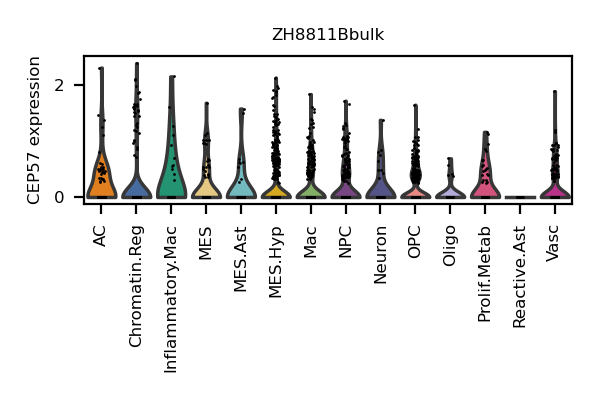 ZH8811Bbulk
CEP57 expression
2
0
AC
Chromatin.Reg
Inflammatory.Mac
MES
MES.Ast
MES.Hyp
Mac
NPC
Neuron
OPC
Oligo
Prolif.Metab
Reactive.Ast
Vasc